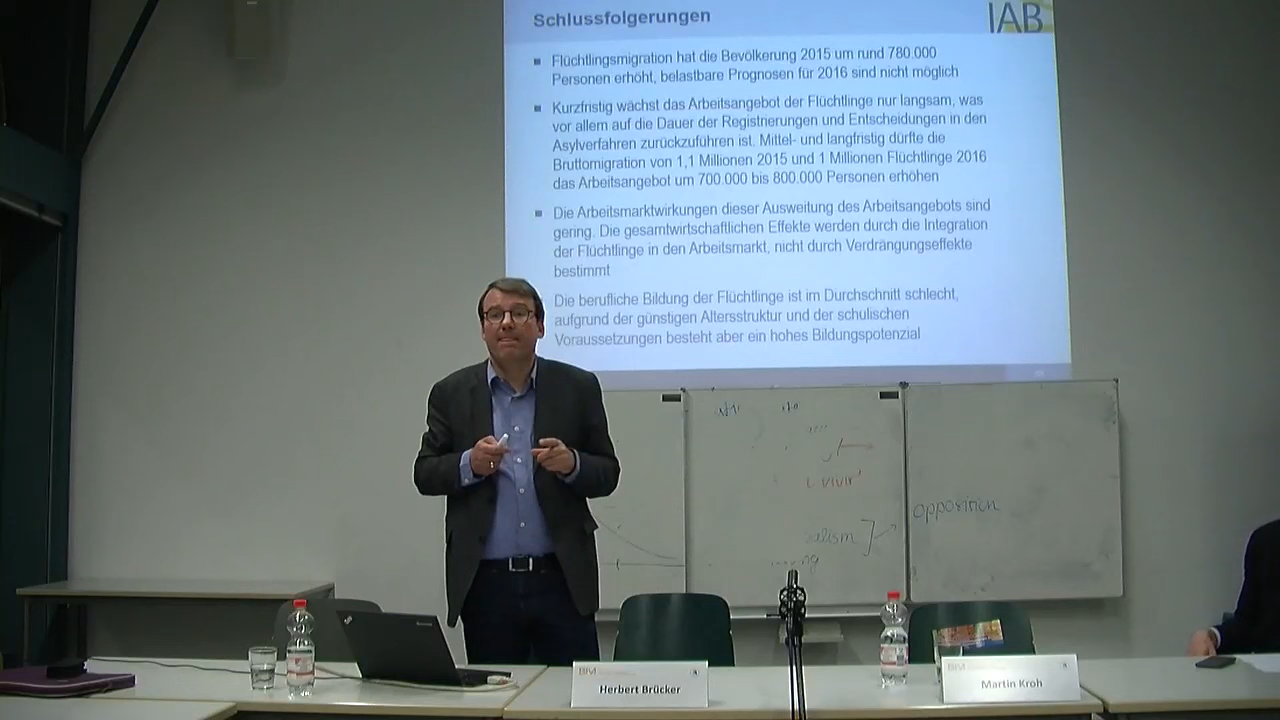 Schlussfolgerungen
IAB
Flüchtlingsmigration hat die Bevölkerung 2015 um rund 780.000
Personen erhöht, belastbare Prognosen für 2016 sind nicht möglich
Kurzfristig wächst das Arbeitsangebot der Flüchtlinge nur langsam, was
vor allem auf die Dauer der Registrierungen und Entscheidungen in den
Asylverfahren zurückzuführen ist. Mittel- und langfristig dürfte die
Bruttomigration von 1,1 Millionen 2015 und 1 Millionen Flüchtlinge 2016
das Arbeitsangebot um 700.000 bis 800.000 Personen erhöhen
Die Arbeitsmarktwirkungen dieser Ausweitung des Arbeitsangebots sind
gering. Die gesamtwirtschaftlichen Effekte werden durch die Integration
der Flüchtlinge in den Arbeitsmarkt, nicht durch Verdrängungseffekte
bestimmt
Die berufliche Bildung der Flüchtlinge ist im Durchschnitt schlecht,
aufgrund der günstigen Altersstruktur und der schulischen
Voraussetzungen besteht aber ein hohes Bildungspotenzial
opposition
BIM
Herbert Brücker
BIM
Martin Kroh